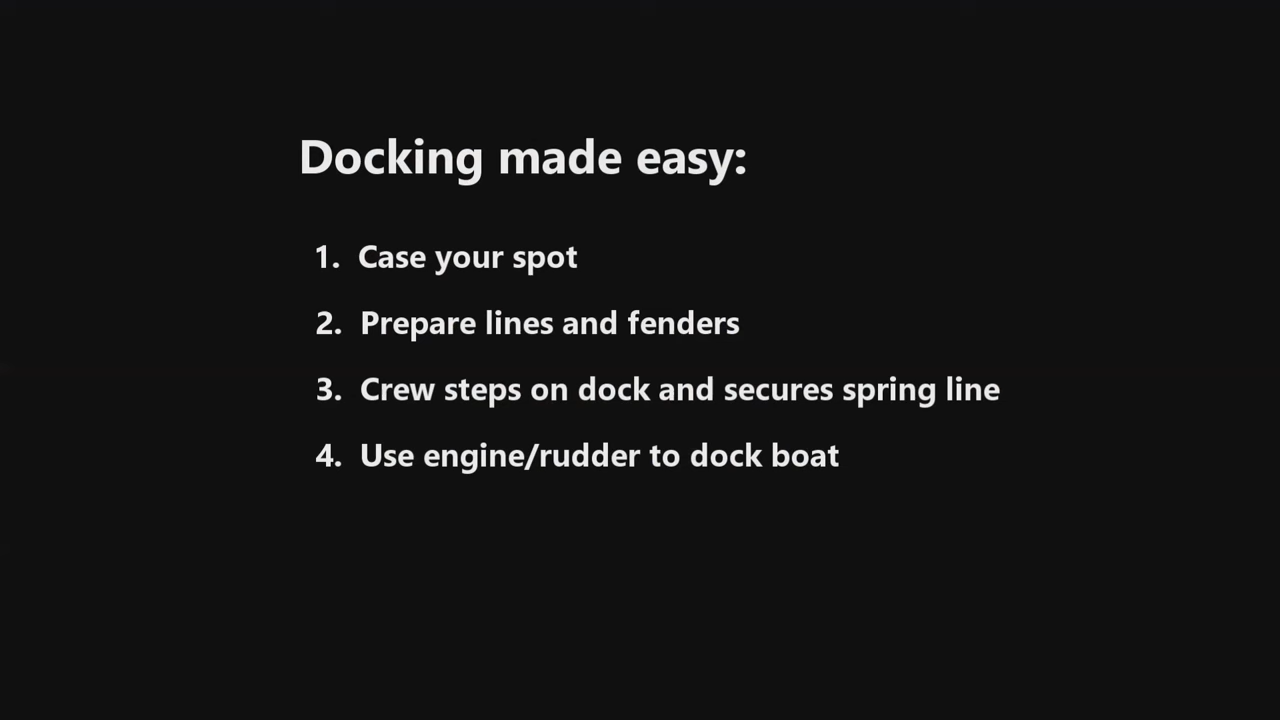 Docking made easy:
1. Case your spot
2. Prepare lines and fenders
3. Crew steps on dock and secures spring line
4. Use engine/rudder to dock boat